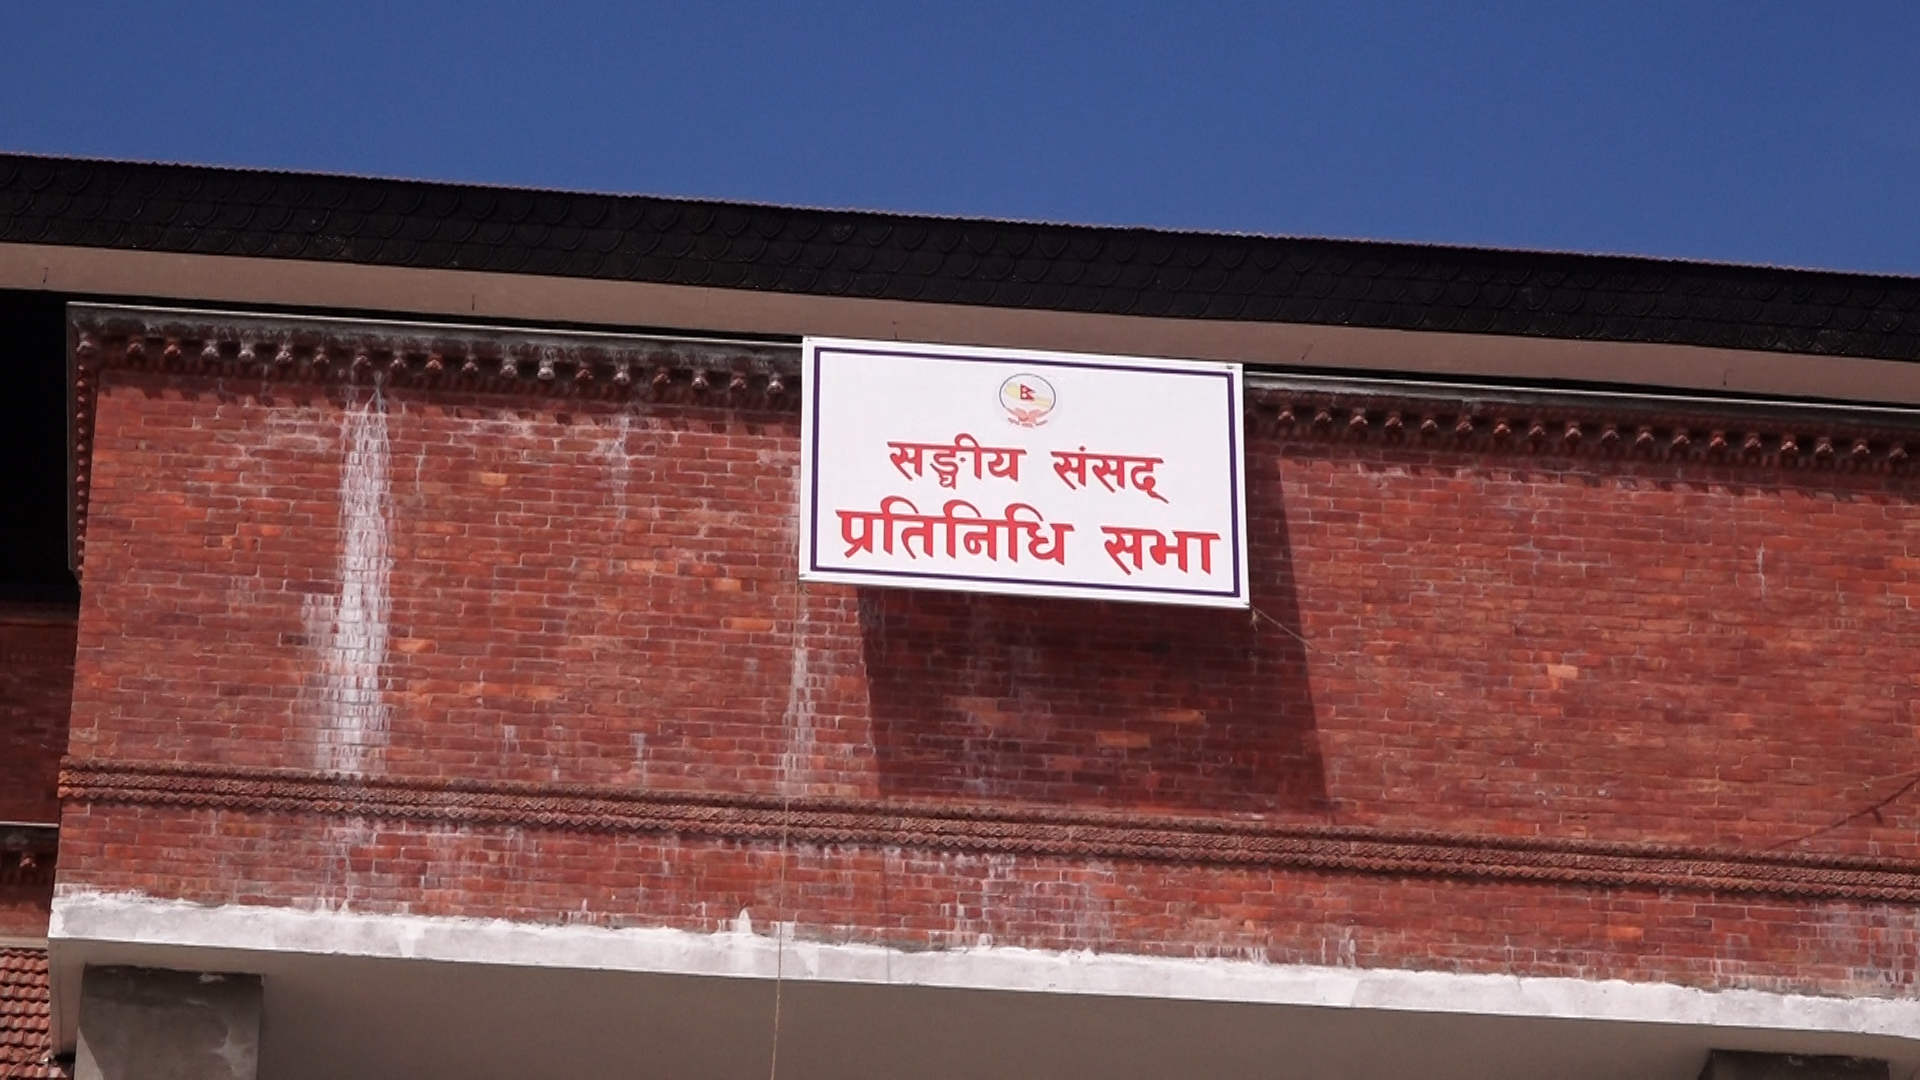 सङ्घीय संसद्
प्रतिनिधि सभा